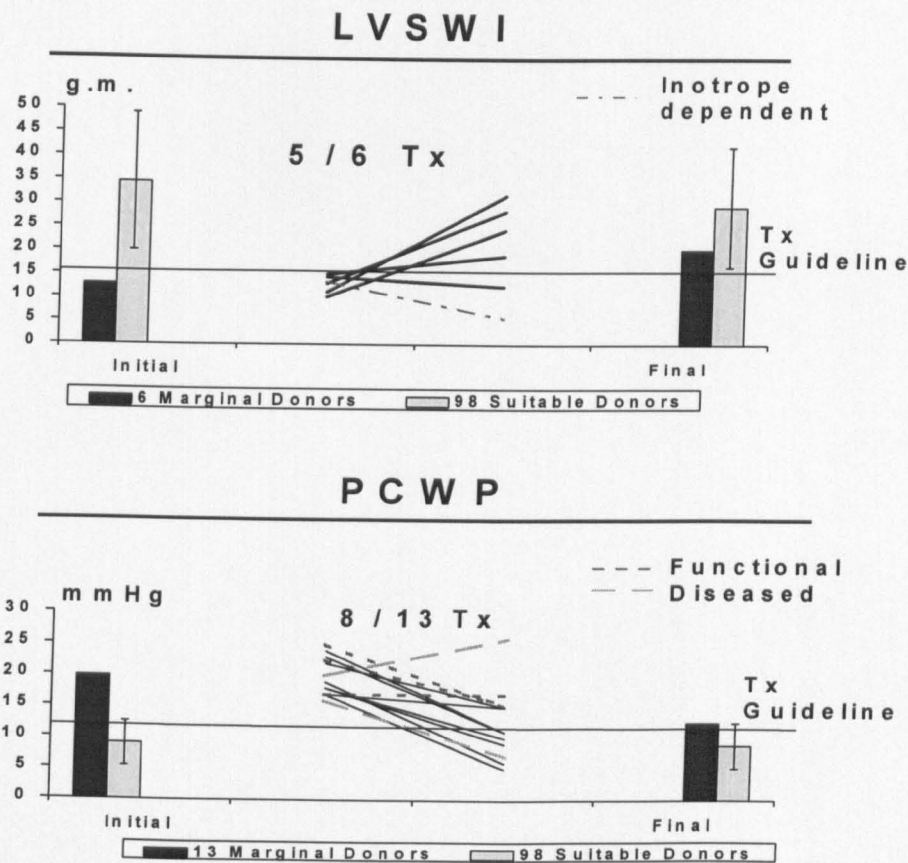 LVSWI
g.m.
Inotrope
dependent
50
45
40
35
30
25
20
15
10
5
0
5 / 6 Tx
Tx
Guideline
Initial
Final
6 Marginal Donors 98 Suitable Donors
PCWP
mmHg
Functional
Diseased
30
25
20
15
10
5
0
8 / 13 Tx
Tx
Guideline
Initial
Final
13 Marginal Donors 98 Suitable Donors